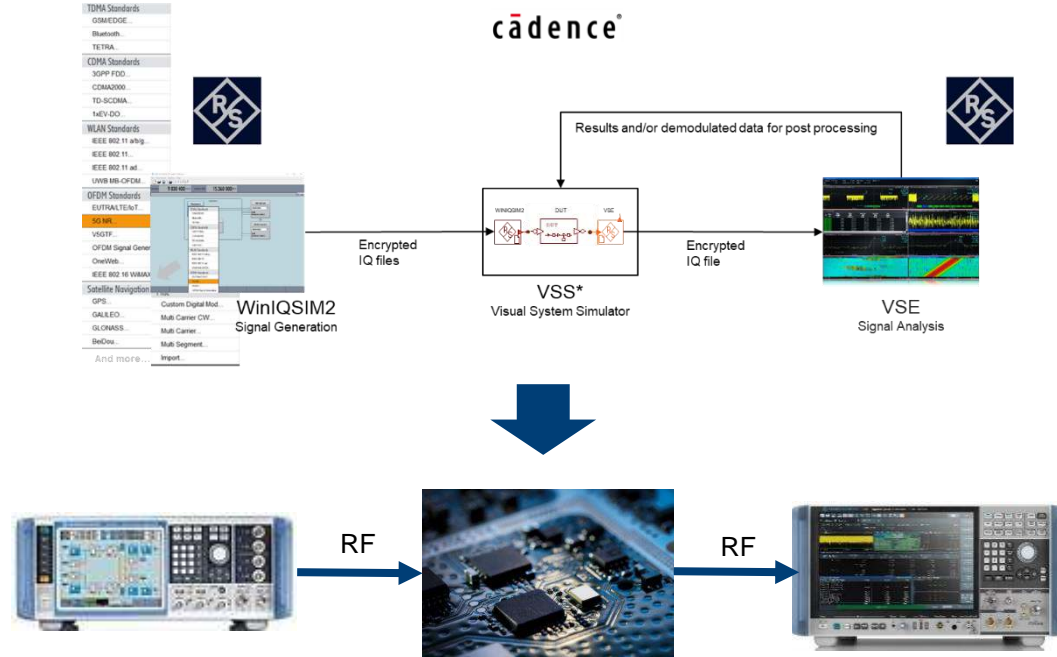 TDMA Standards
GSM/EDGE...
Bluetooth...
TETRA...
CDMA Standards
3GPP FDD...
CDMA2000...
TD-SCDMA...
1xEV-DO...
WLAN Standards
IEEE 802.11 a/b/g...
IEEE 802.11...
IEEE 802.11 ad...
UWB MB-OFDM...
OFDM Standards
EUTRA/LTE/IoT...
5G NR...
V5GTF...
OFDM Signal Gener
OneWeb...
IEEE 802.16 WiMAX
Satellite Navigation
GPS...
GALILEO...
GLONASS...
BeiDou...
And more...
Custom Digital Mod...
Multi Carrier CW...
Multi Carrier...
Multi Segment...
Import...
cādence®
R/S
R/S
WinIQSIM2
Signal Generation
Encrypted
IQ files
Results and/or demodulated data for post processing
WINIQSIM2
DUT
VSE
VSS*
Visual System Simulator
Encrypted
IQ file
VSE
Signal Analysis
RF
RF